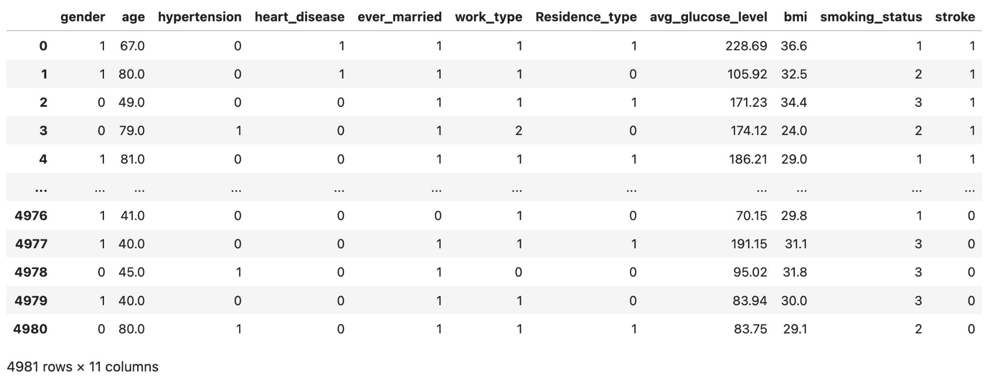 gender age hypertension heart_disease ever_married work_type Residence_type avg_glucose_level bmi smoking_status stroke
0 1 67.0 0 1 1 1 1 228.69 36.6 1 1
1 1 80.0 0 1 1 1 0 105.92 32.5 2 1
2 0 49.0 0 0 1 1 1 171.23 34.4 3 1
3 0 79.0 1 0 1 2 0 174.12 24.0 2 1
4 1 81.0 0 0 1 1 1 186.21 29.0 1 1
... ... ... ... ... ... ... ... ... ... ... ...
4976 1 41.0 0 0 0 1 0 70.15 29.8 1 0
4977 1 40.0 0 0 1 1 1 191.15 31.1 3 0
4978 0 45.0 1 0 1 0 0 95.02 31.8 3 0
4979 1 40.0 0 0 1 1 0 83.94 30.0 3 0
4980 0 80.0 1 0 1 1 1 83.75 29.1 2 0
4981 rows × 11 columns